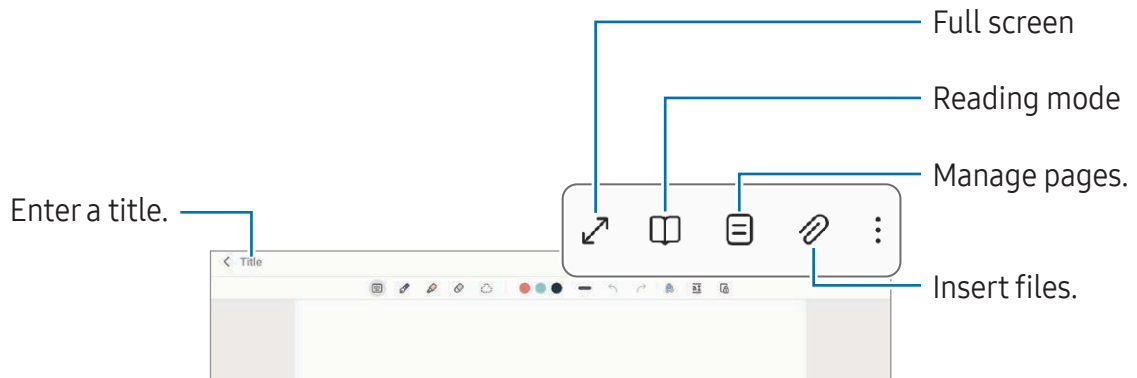 Full screen
Reading mode
Manage pages.
Enter a title.
Title
Insert files.